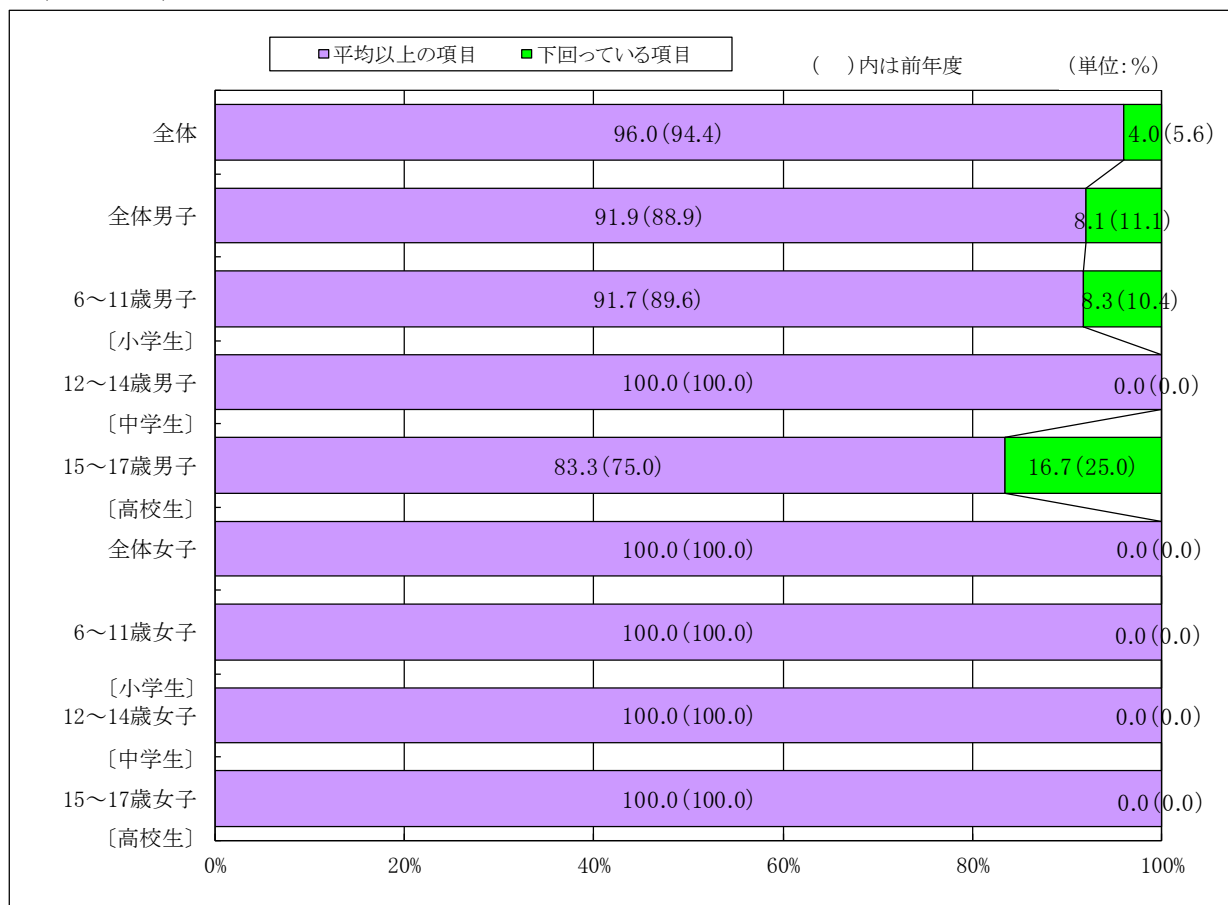 ■平均以上の項目 ■下回っている項目
（　）内は前年度 （単位：％）
全体 96.0(94.4) 4.0(5.6)
全体男子 91.9(88.9) 8.1(11.1)
6～11歳男子 91.7(89.6) 8.3(10.4)
〔小学生〕
12～14歳男子 100.0(100.0) 0.0(0.0)
〔中学生〕
15～17歳男子 83.3(75.0) 16.7(25.0)
〔高校生〕
全体女子 100.0(100.0) 0.0(0.0)
6～11歳女子 100.0(100.0) 0.0(0.0)
〔小学生〕
12～14歳女子 100.0(100.0) 0.0(0.0)
〔中学生〕
15～17歳女子 100.0(100.0) 0.0(0.0)
〔高校生〕
0% 20% 40% 60% 80% 100%